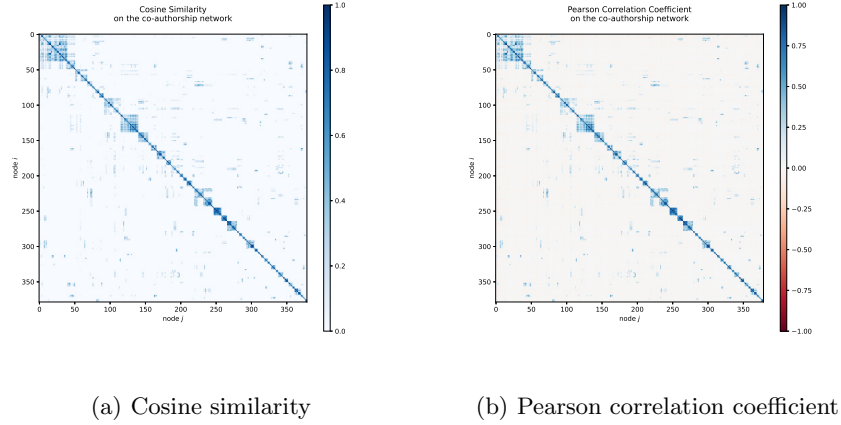 Cosine Similarity
on the co-authorship network
0
50
100
150
200
250
300
350
node i
0 50 100 150 200 250 300 350
node j
1.0
0.8
0.6
0.4
0.2
0.0
(a) Cosine similarity
Pearson Correlation Coefficient
on the co-authorship network
0
50
100
150
200
250
300
350
node i
0 50 100 150 200 250 300 350
node j
1.00
0.75
0.50
0.25
0.00
−0.25
−0.50
−0.75
−1.00
(b) Pearson correlation coefficient